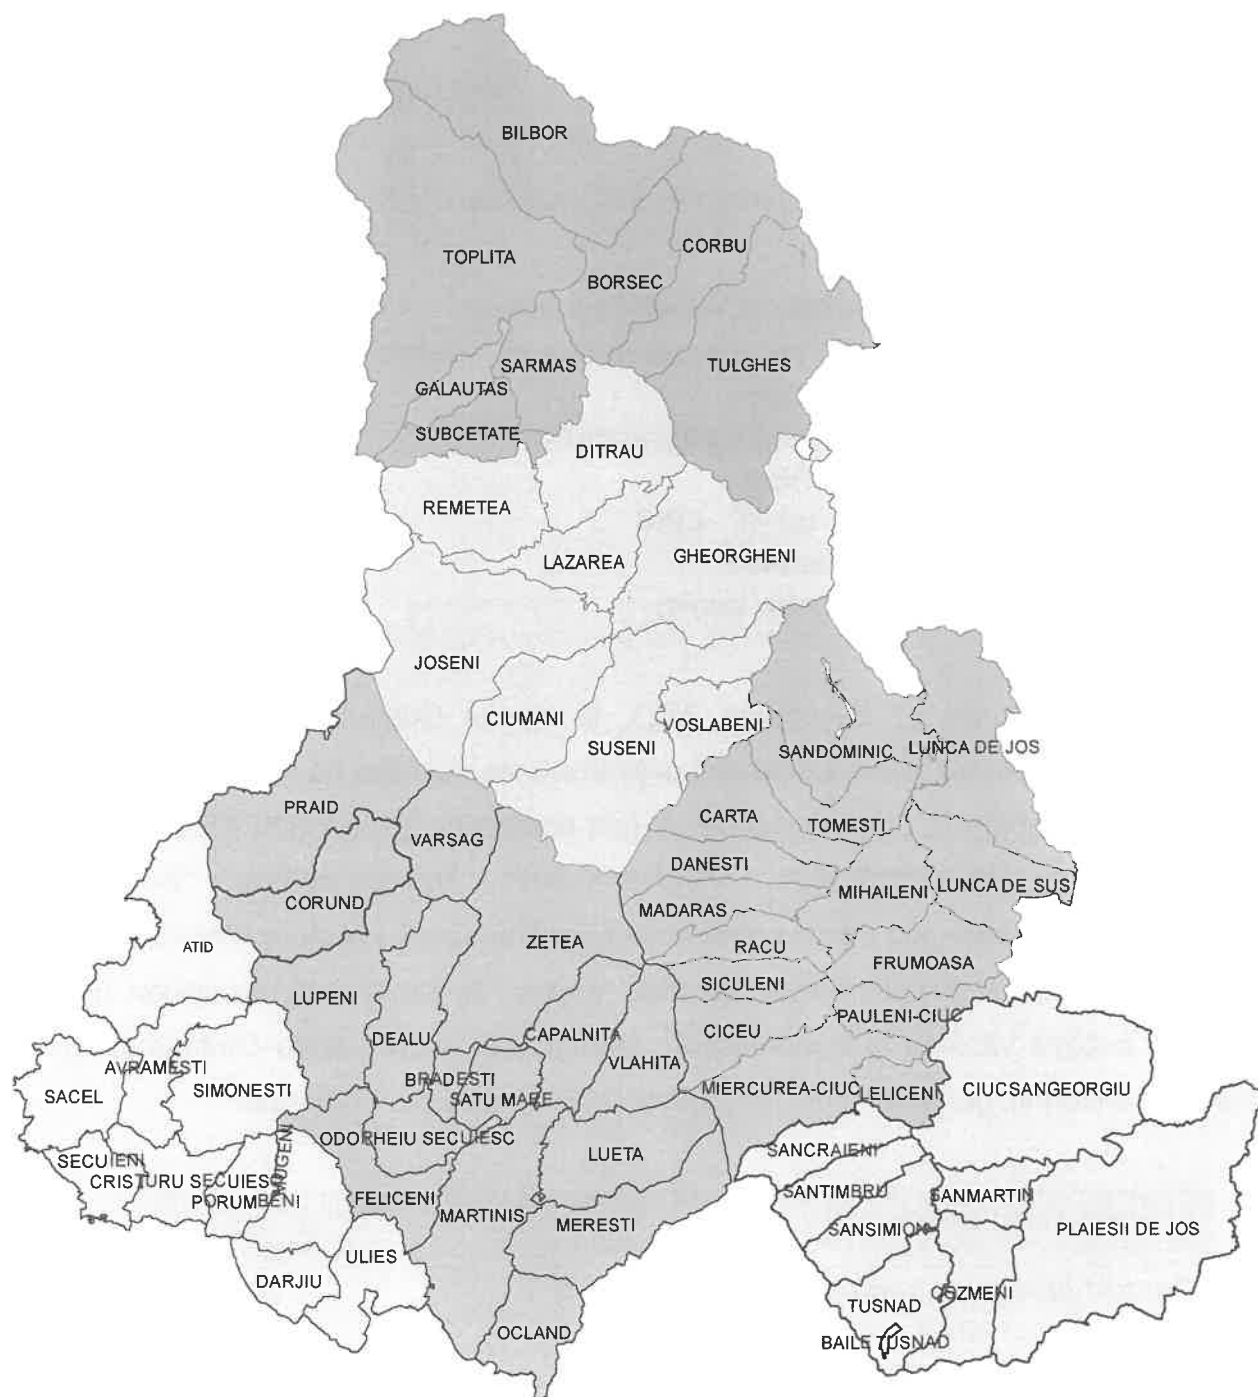 BILBOR
TOPLITA
CORBU
BORSEC
SARMAS
TULGHES
GALAUTAS
SUBCETATE
DITRAU
REMETEA
LAZAREA
GHEORGHENI
JOSENI
CIUMANI
VOSLABENI
SUSENI
SANDOMINIC
LUNCA DE JOS
PRAID
VARSAG
CARTA
TOMESTI
DANESTI
MIHAILENI
LUNCA DE SUS
CORUND
MADARAS
ATID
ZETEA
RACU
FRUMOASA
LUPENI
SICULENI
DEALU
CAPALNITA
CICEU
PAULENI-CIUC
AVRAMESTI
VLAHITA
BRADESTI
SIMONESTI
SACEL
SATU MARE
MIERCUREA-CIUC
LELICENI
CIUCSANGEORGIU
ODORHEIU SECUIESC
LUETA
SANCRAIENI
SECUIENI
MUGENI
CRISTURU SECUIESC
PORUMBENI
FELICENI
MARTINIS
SANTIMBRU
SANMARTIN
MERESTI
SANSIMION
PLAIESII DE JOS
ULIES
DARJIU
COZMENI
TUSNAD
OCLAND
BAILE TUSNAD